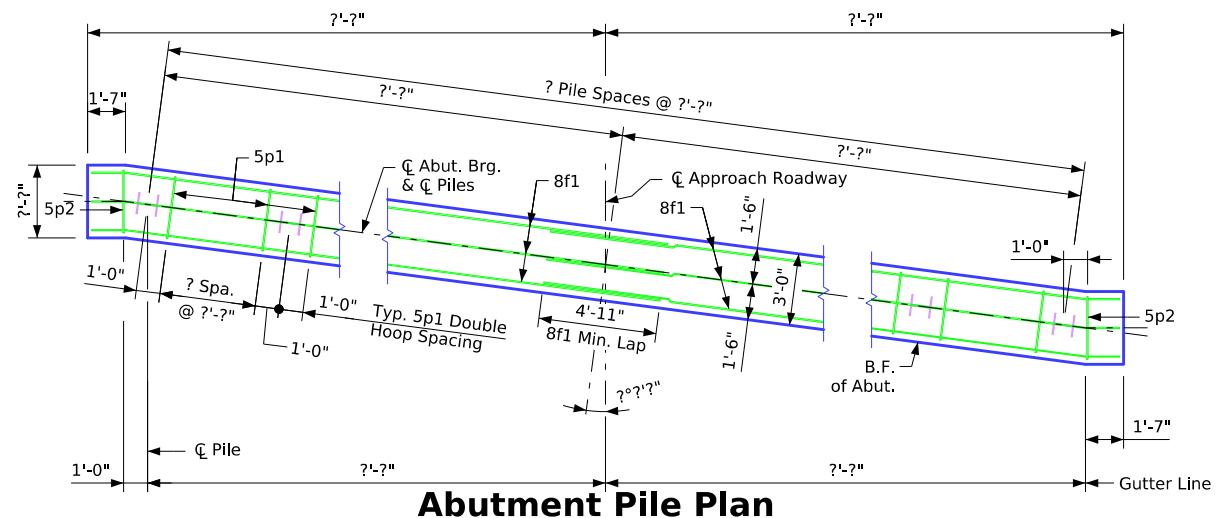 ?'-?"
?'-?"
? Pile Spaces @ ?'-?"
?'-?"
?'-?"
1'-7"
5p1
℄ Abut. Brg.
& ℄ Piles
8f1
℄ Approach Roadway
8f1
?'-?"
5p2
1'-6"
1'-0"
3'-0"
1'-0"
? Spa.
@ ?'-?"
1'-0"
1'-0"
Typ. 5p1 Double
Hoop Spacing
4'-11"
8f1 Min. Lap
1'-6"
5p2
B.F.
of Abut.
?°?'?"
1'-7"
℄ Pile
1'-0"
?'-?"
?'-?"
Gutter Line
Abutment Pile Plan